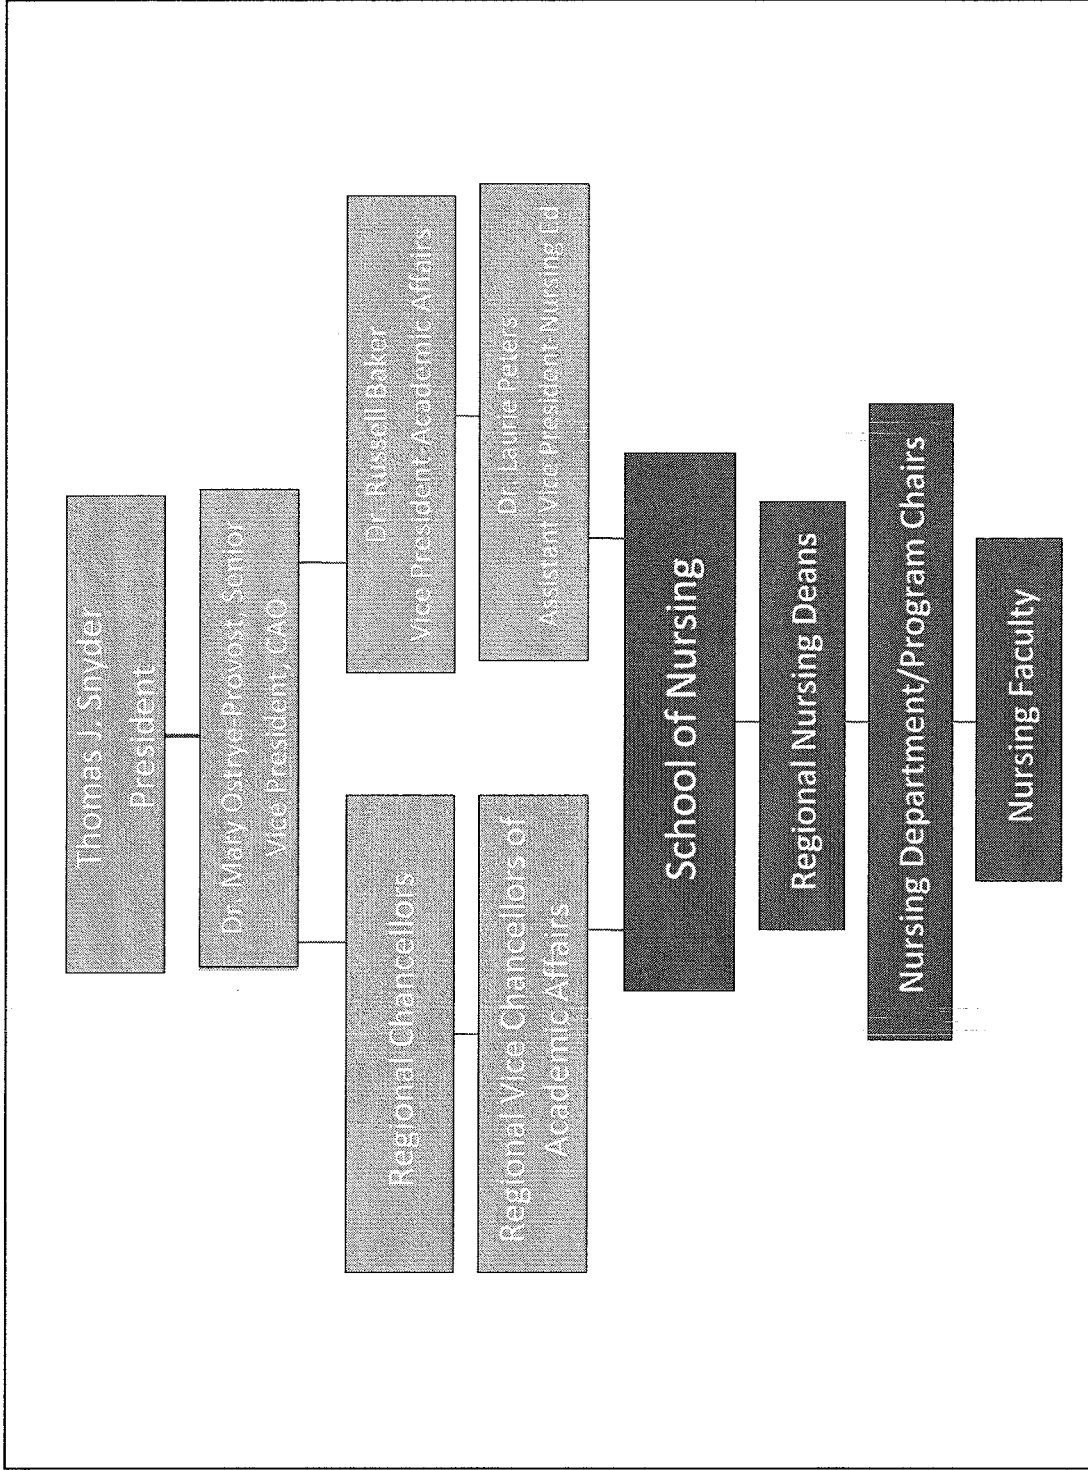 Thomas J. Snyder
President
Dr. Mary Ostrye-Provost, Senior
Vice President, CAO
Regional Chancellors
Dr. Russell Baker
Vice President-Academic Affairs
Regional Vice Chancellors of
Academic Affairs
Dr. Laurie Peters
Assistant Vice President-Nursing Ed
School of Nursing
Regional Nursing Deans
Nursing Department/Program Chairs
Nursing Faculty